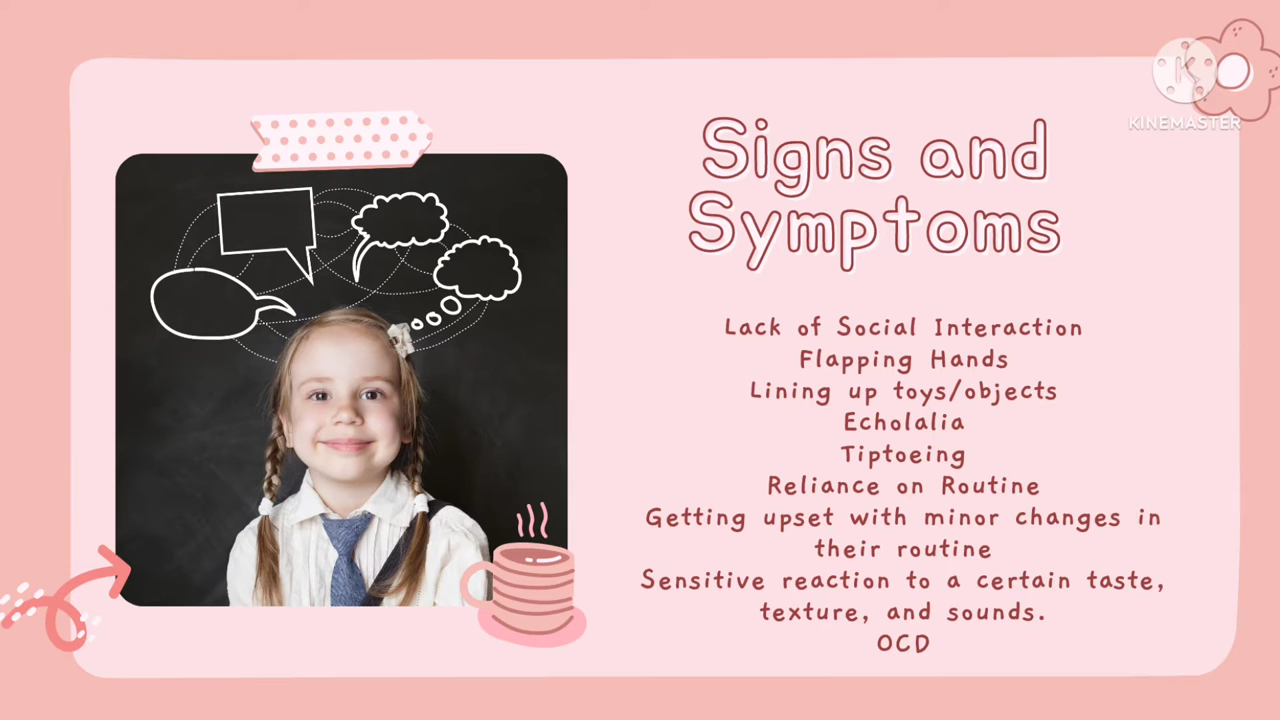 KINEMASTER
Signs and
Symptoms
Lack of Social Interaction
Flapping Hands
Lining up toys/objects
Echolalia
Tiptoeing
Reliance on Routine
Getting upset with minor changes in
their routine
Sensitive reaction to a certain taste,
texture, and sounds.
OCD